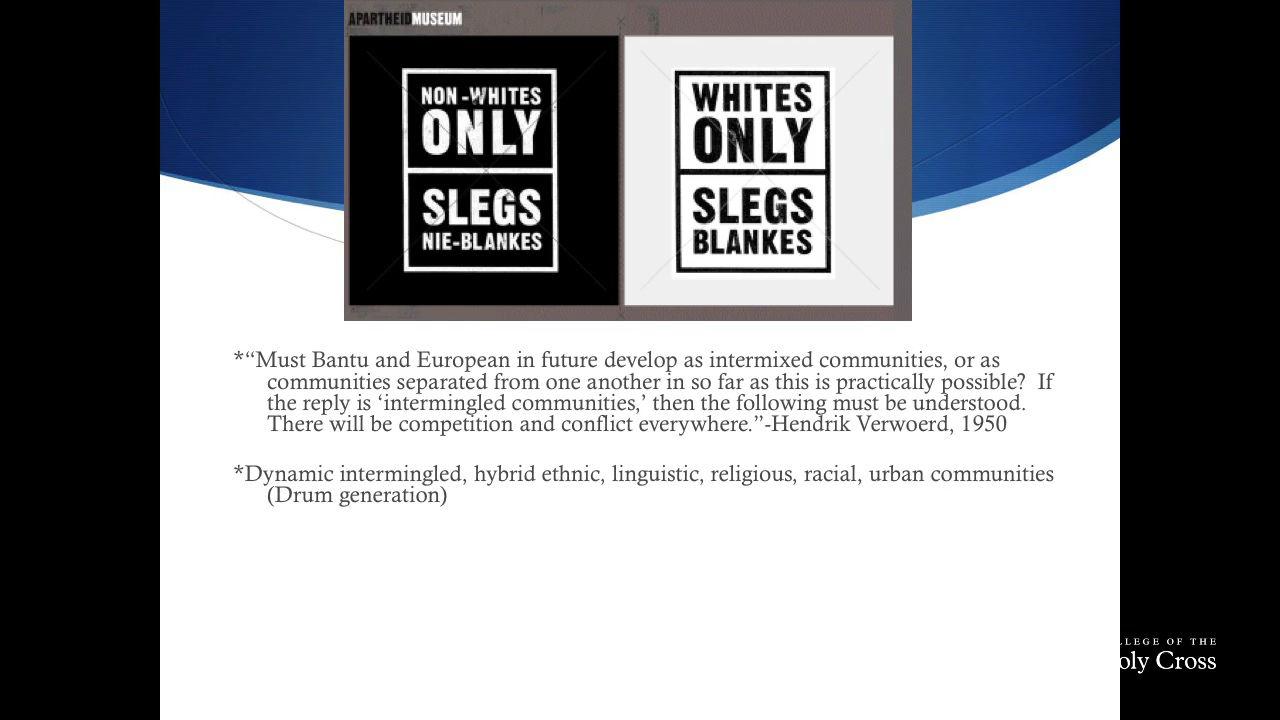 APARTHEIDMUSEUM
NON-WHITES
ONLY
SLEGS
NIE-BLANKES
WHITES
ONLY
SLEGS
BLANKES
*“Must Bantu and European in future develop as intermixed communities, or as
communities separated from one another in so far as this is practically possible?  If
the reply is ‘intermingled communities,’ then the following must be understood.
There will be competition and conflict everywhere.”-Hendrik Verwoerd, 1950
*Dynamic intermingled, hybrid ethnic, linguistic, religious, racial, urban communities
(Drum generation)
LLEGE OF THE
oly Cross